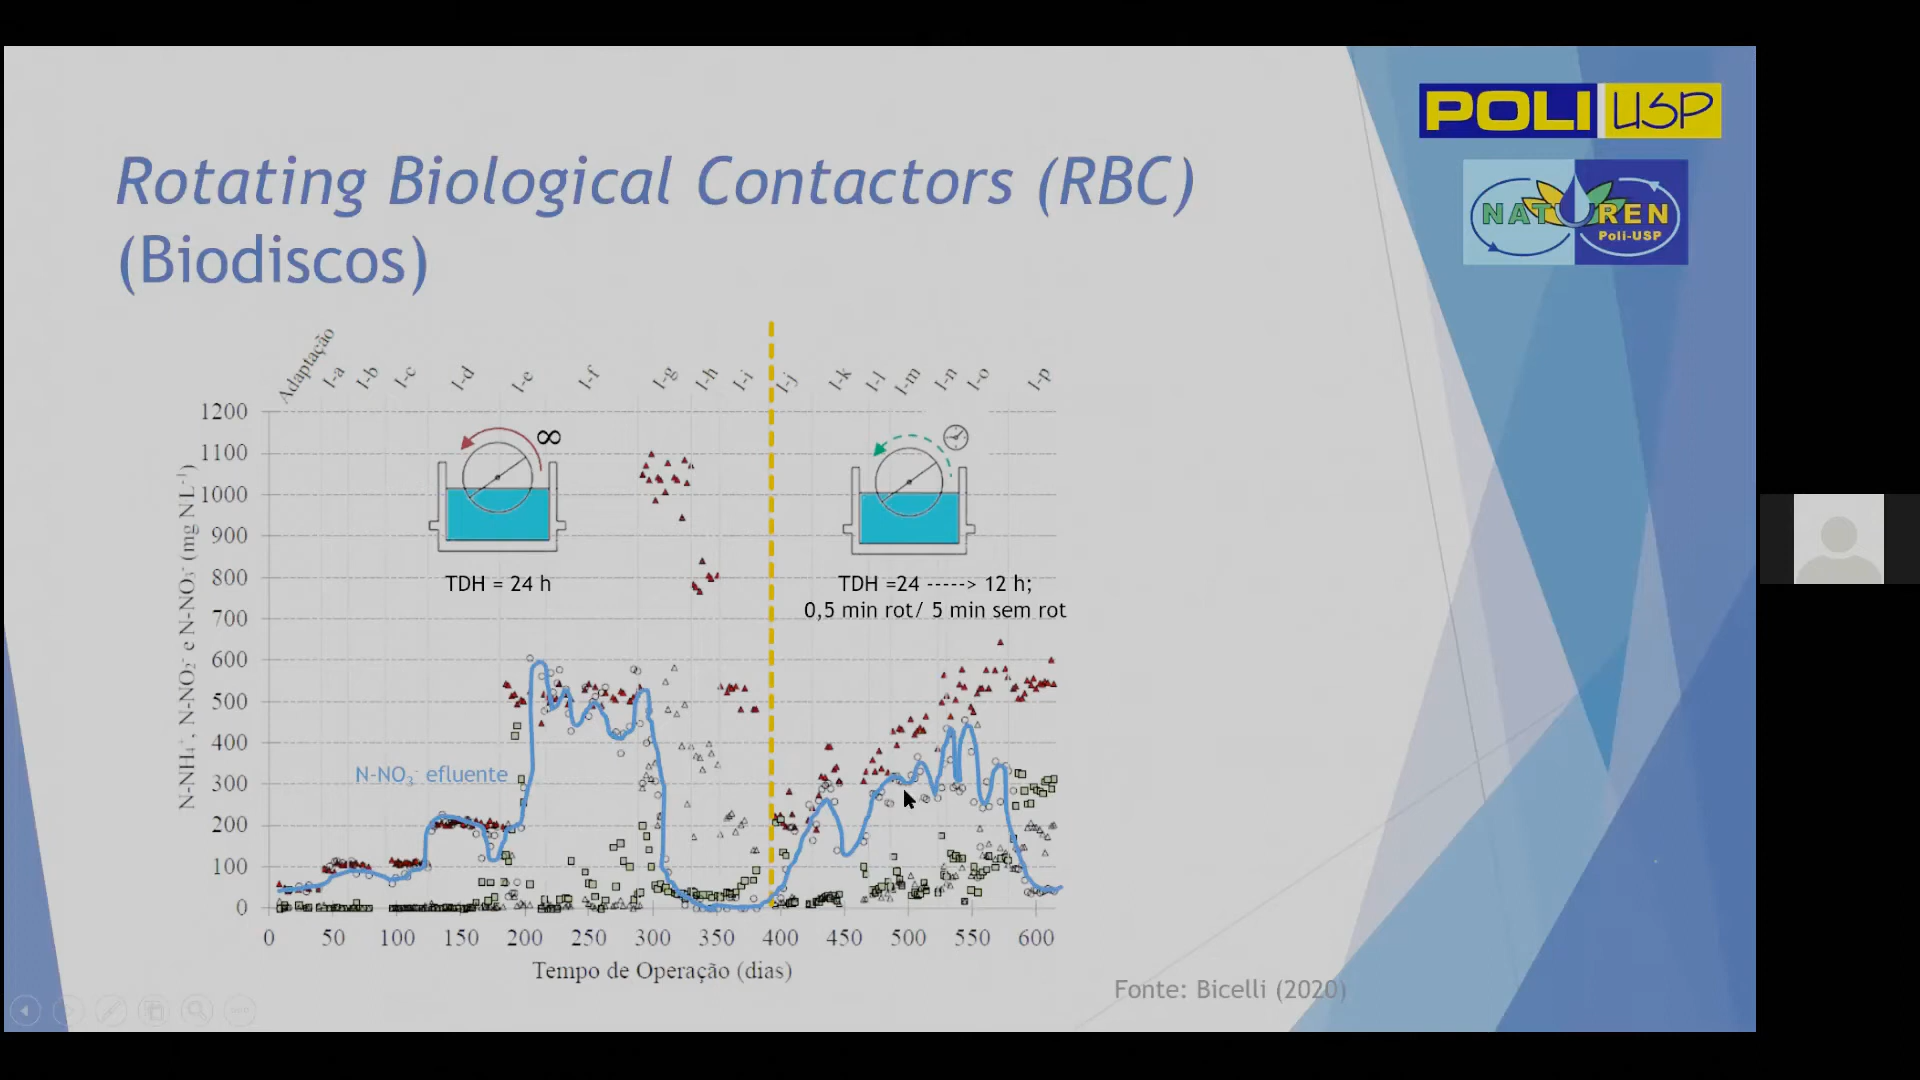 POLI USP
Rotating Biological Contactors (RBC)
(Biodiscos)
NATUREN
Poli-USP
Adaptação I-a I-b I-c I-d I-e I-f I-g I-h I-i I-j I-k I-l I-m I-n I-o I-p
1200
1100
1000
900
800
700
600
500
400
300
200
100
0
N-NH₄⁺, N-NO₂⁻ e N-NO₃⁻ (mg N L⁻¹)
∞
TDH = 24 h
TDH =24 -----> 12 h;
0,5 min rot/ 5 min sem rot
N-NO₃⁻ efluente
0 50 100 150 200 250 300 350 400 450 500 550 600
Tempo de Operação (dias)
Fonte: Bicelli (2020)